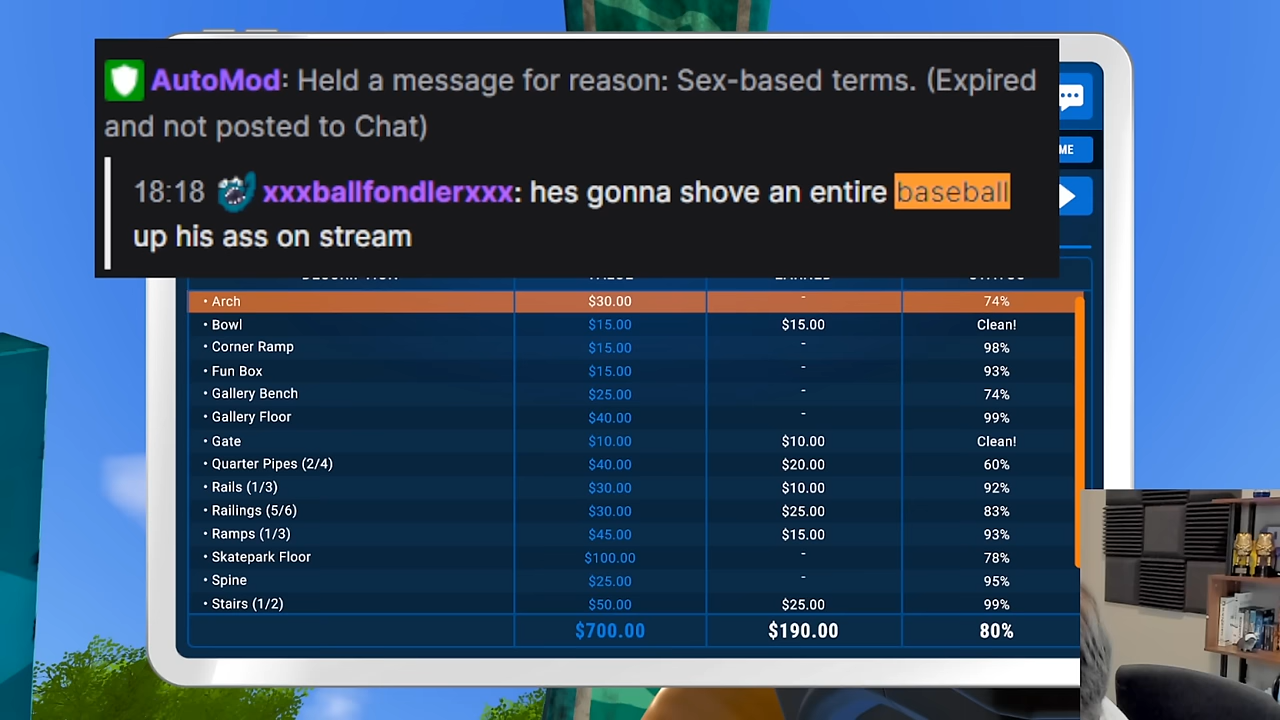 AutoMod: Held a message for reason: Sex-based terms. (Expired
and not posted to Chat)
18:18 xxxballfondlerxxx: hes gonna shove an entire baseball
up his ass on stream
ME
• Arch $30.00 - 74%
• Bowl $15.00 $15.00 Clean!
• Corner Ramp $15.00 - 98%
• Fun Box $15.00 - 93%
• Gallery Bench $25.00 - 74%
• Gallery Floor $40.00 - 99%
• Gate $10.00 $10.00 Clean!
• Quarter Pipes (2/4) $40.00 $20.00 60%
• Rails (1/3) $30.00 $10.00 92%
• Railings (5/6) $30.00 $25.00 83%
• Ramps (1/3) $45.00 $15.00 93%
• Skatepark Floor $100.00 - 78%
• Spine $25.00 - 95%
• Stairs (1/2) $50.00 $25.00 99%
$700.00 $190.00 80%